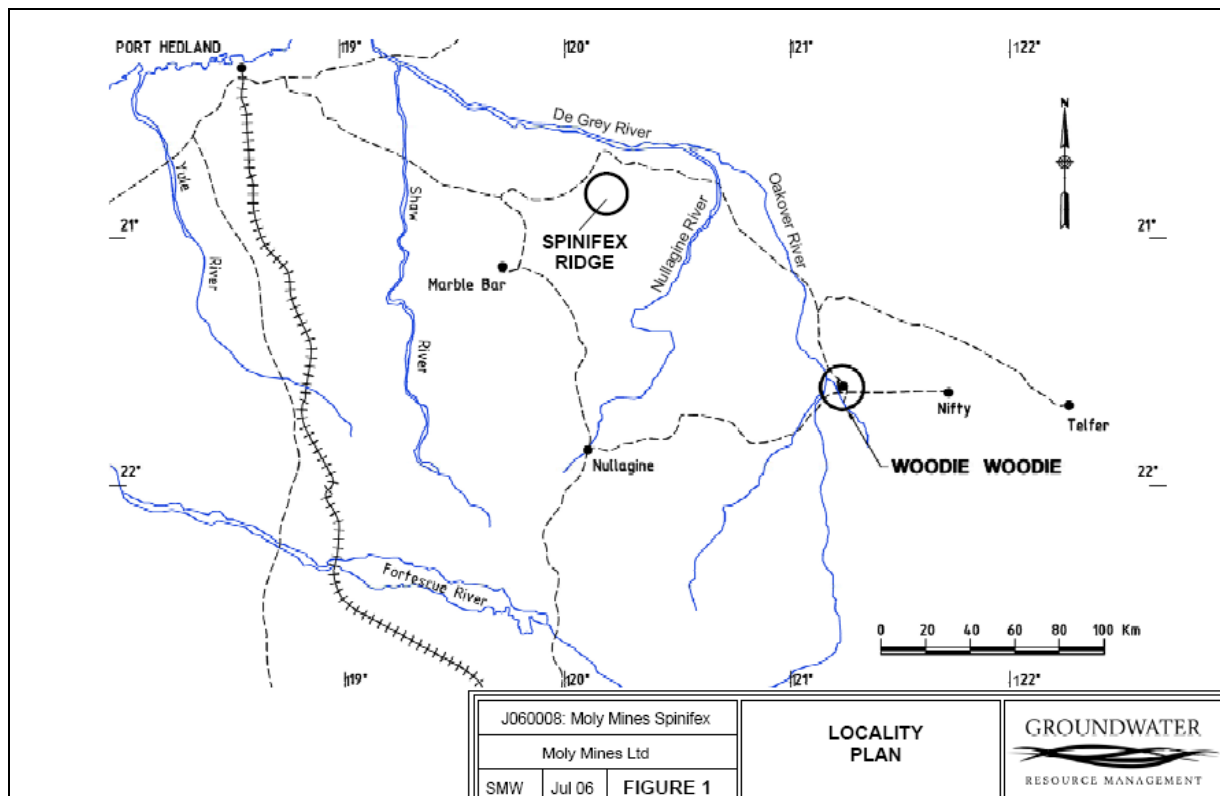 PORT HEDLAND
119°
120°
121°
122°
De Grey River
N
Yule
River
Shaw
River
Oakover River
Nullagine River
21°
21°
SPINIFEX
RIDGE
Marble Bar
Nifty
Telfer
Nullagine
WOODIE WOODIE
22°
22°
Fortescue River
0 20 40 60 80 100 Km
119°
120°
121°
122°
J060008: Moly Mines Spinifex
Moly Mines Ltd
SMW Jul 06 FIGURE 1
LOCALITY
PLAN
GROUNDWATER
RESOURCE MANAGEMENT